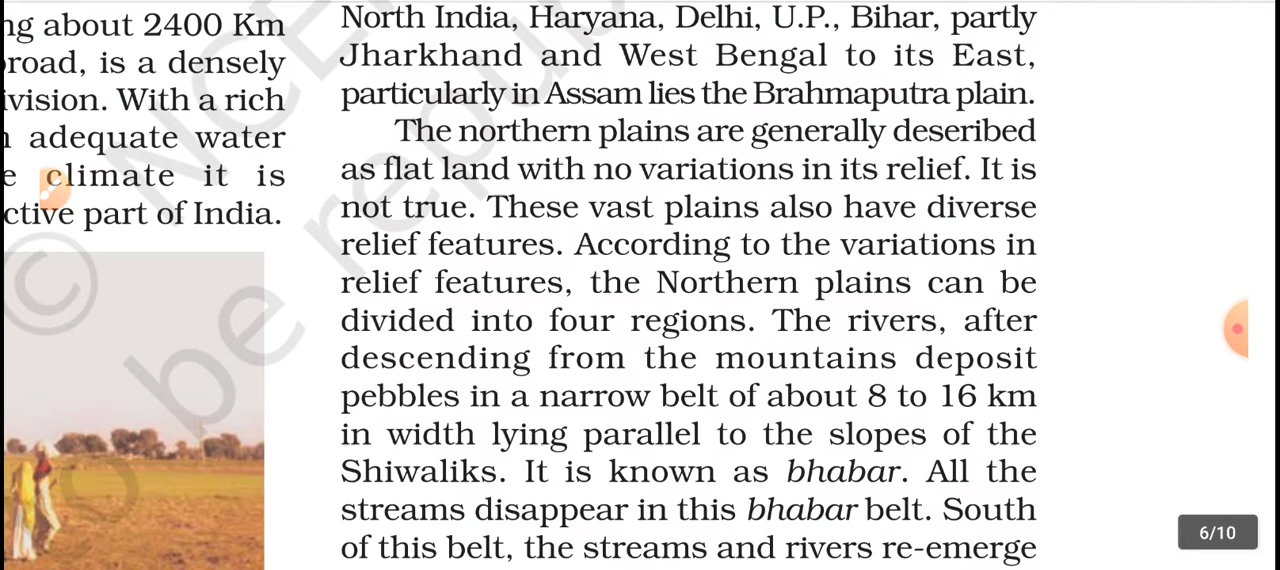 ng about 2400 Km
road, is a densely
ivision. With a rich
adequate water
e climate it is
ctive part of India.
North India, Haryana, Delhi, U.P., Bihar, partly
Jharkhand and West Bengal to its East,
particularly in Assam lies the Brahmaputra plain.
The northern plains are generally deseribed
as flat land with no variations in its relief. It is
not true. These vast plains also have diverse
relief features. According to the variations in
relief features, the Northern plains can be
divided into four regions. The rivers, after
descending from the mountains deposit
pebbles in a narrow belt of about 8 to 16 km
in width lying parallel to the slopes of the
Shiwaliks. It is known as bhabar. All the
streams disappear in this bhabar belt. South
of this belt, the streams and rivers re-emerge
© NCE
be republ
6/10